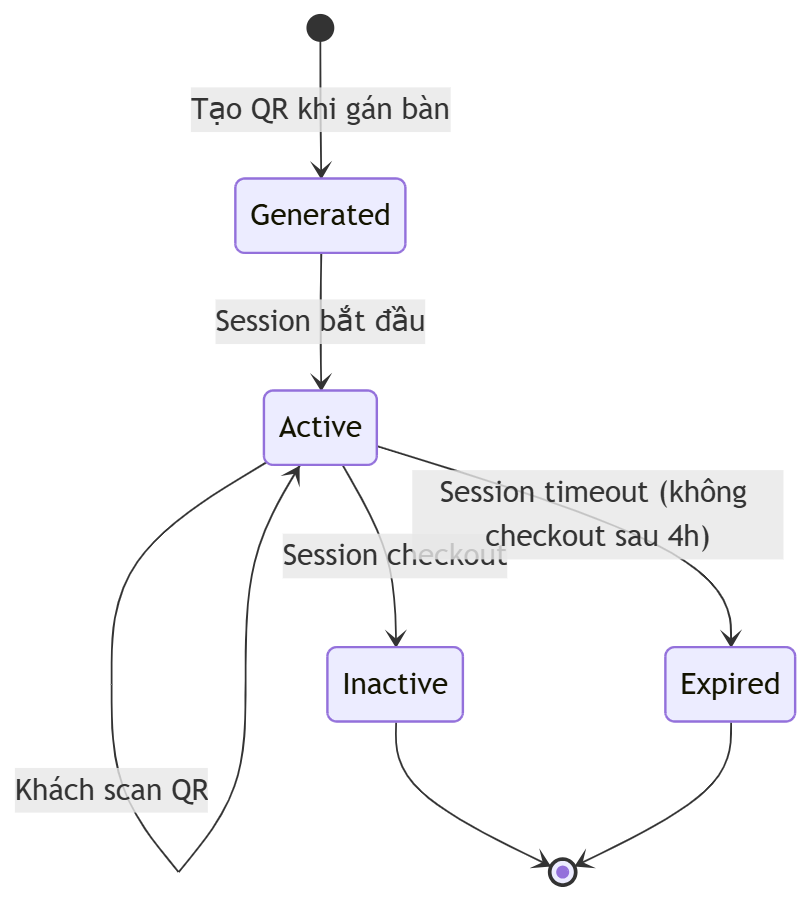 Tạo QR khi gán bàn
Generated
Session bắt đầu
Active
Session timeout (không
checkout sau 4h)
Session checkout
Inactive
Expired
Khách scan QR